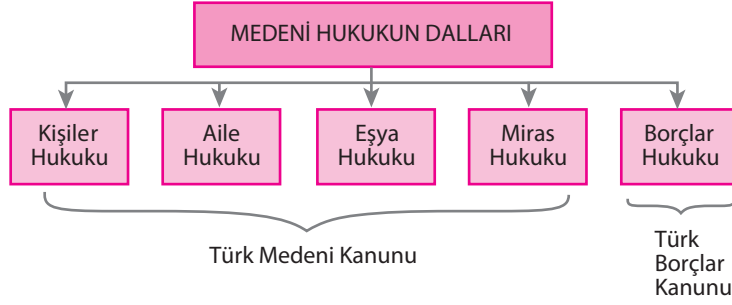 MEDENİ HUKUKUN DALLARI
Kişiler
Hukuku
Aile
Hukuku
Eşya
Hukuku
Miras
Hukuku
Borçlar
Hukuku
Türk Medeni Kanunu
Türk
Borçlar
Kanunu